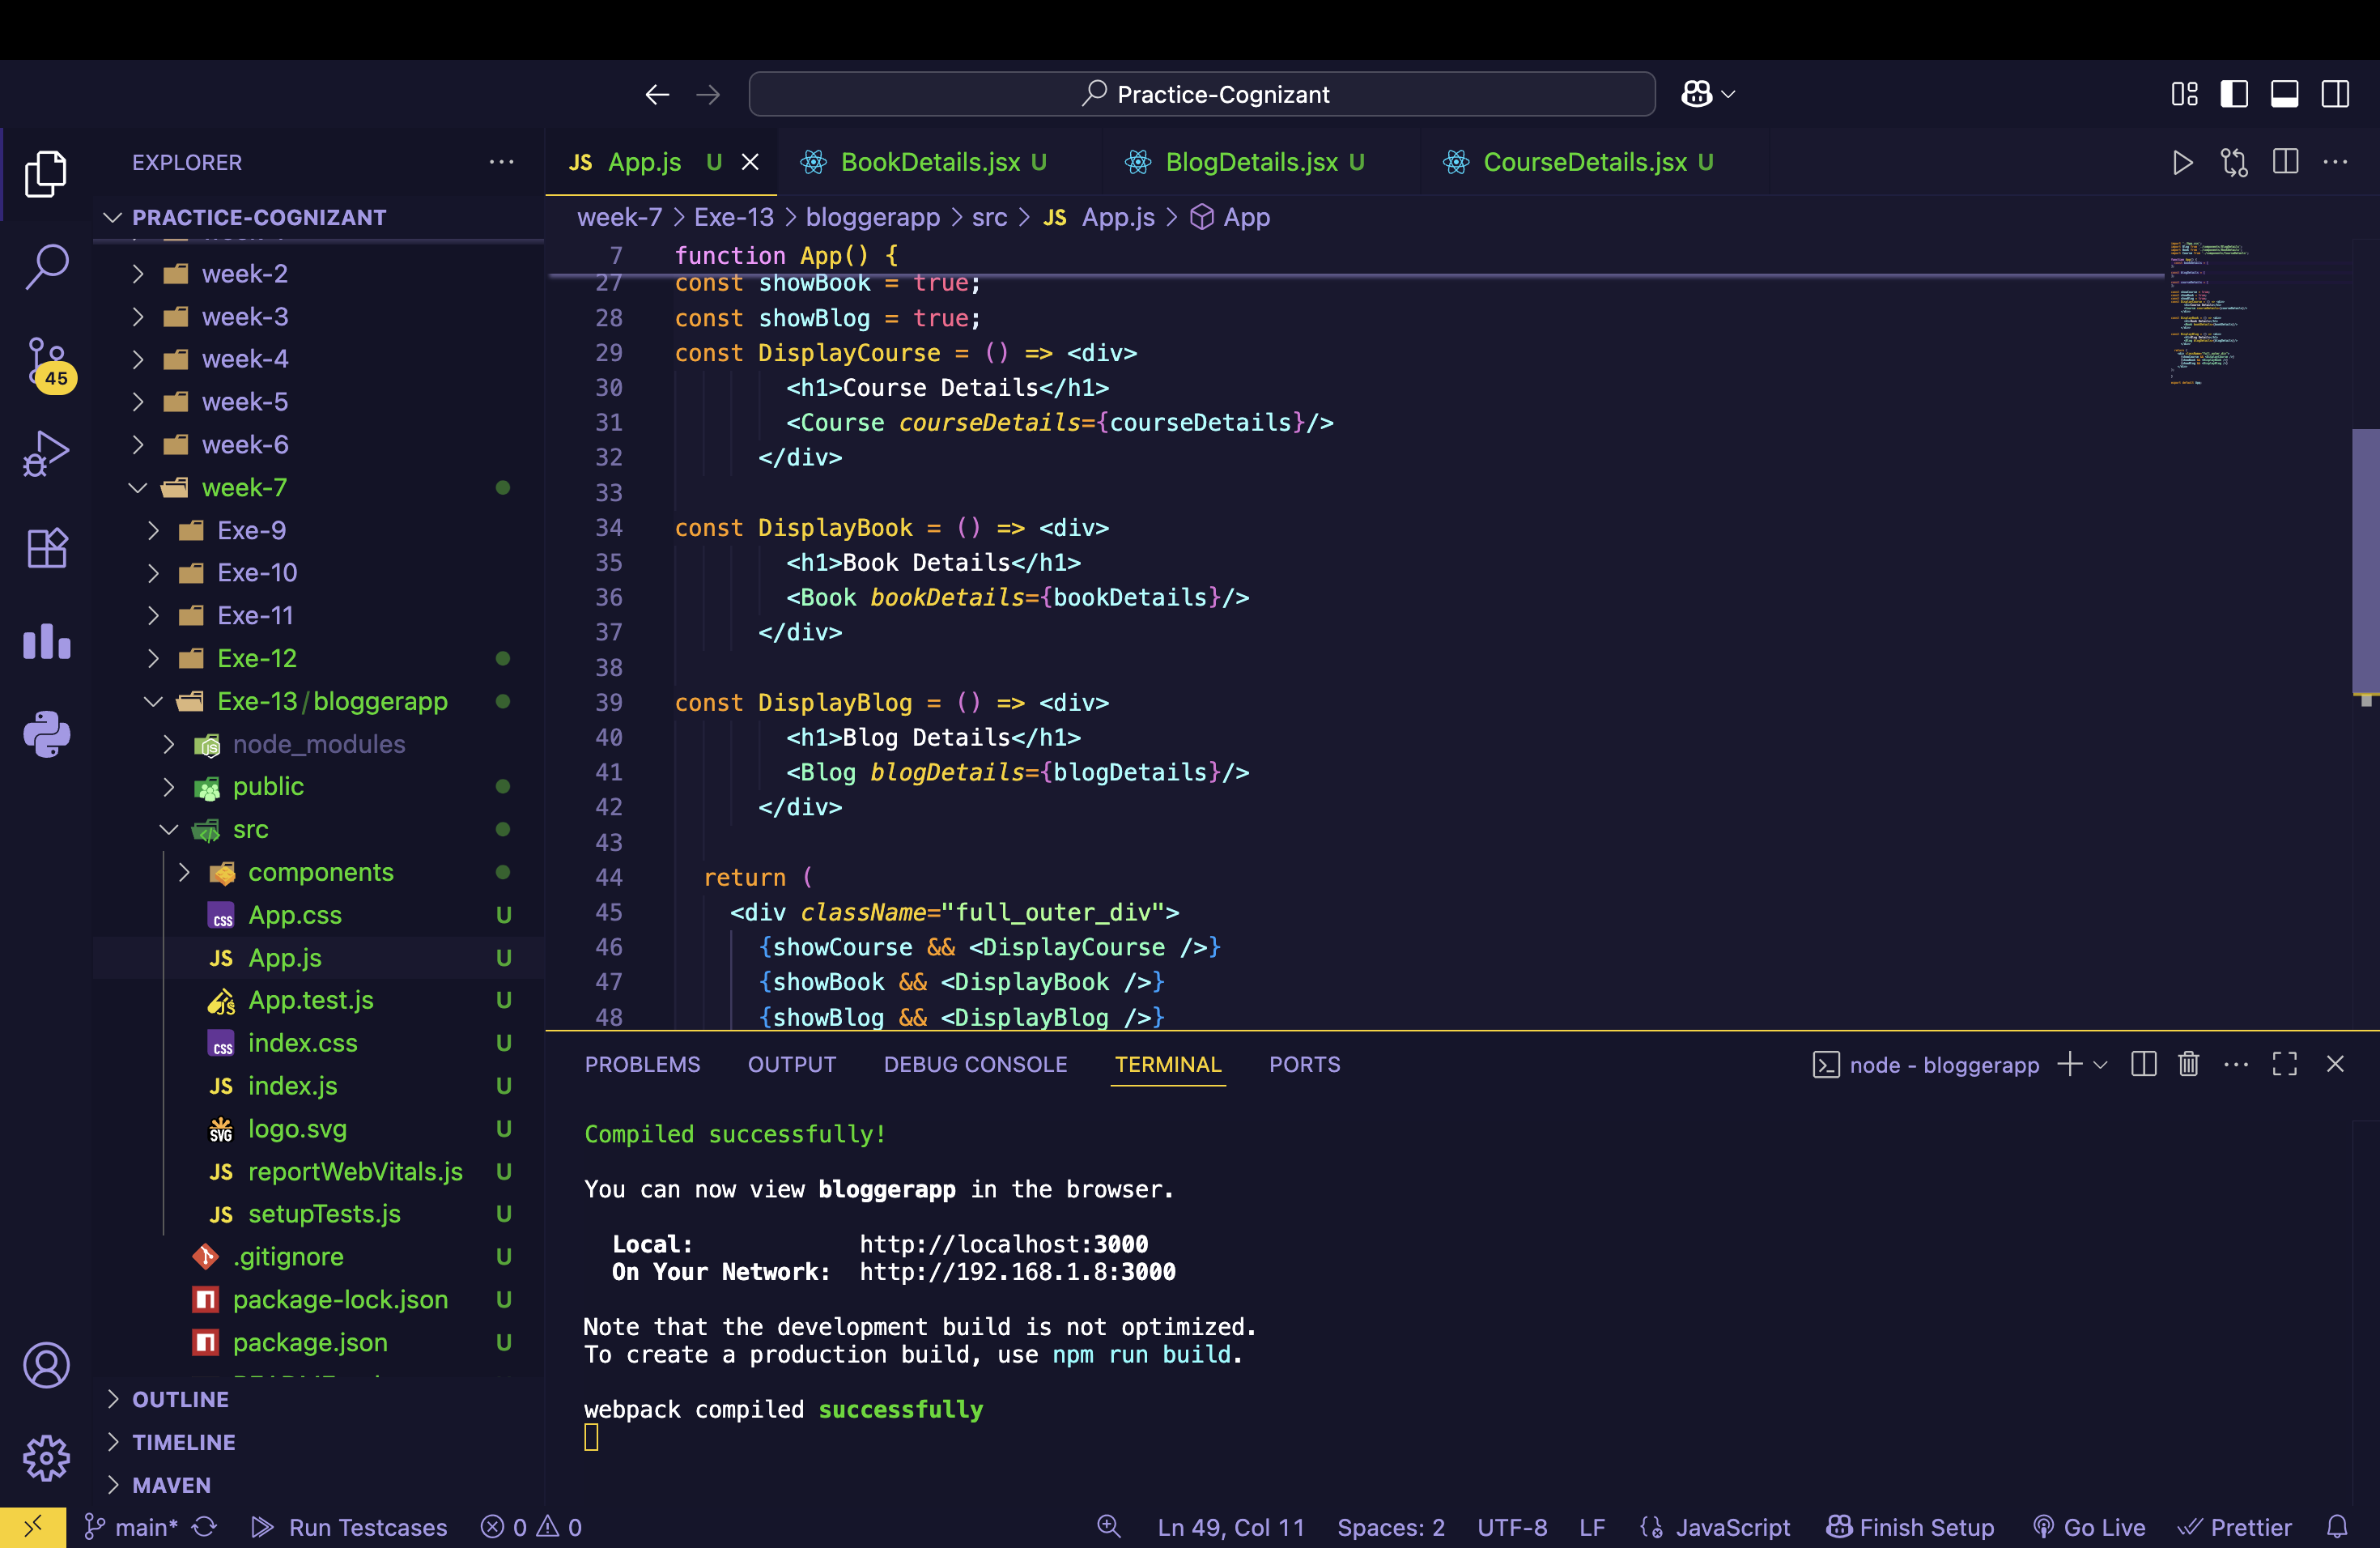 Practice-Cognizant
EXPLORER
PRACTICE-COGNIZANT
week-2
week-3
week-4
week-5
week-6
week-7
Exe-9
Exe-10
Exe-11
Exe-12
Exe-13/bloggerapp
node_modules
public
src
components
App.css U
App.js U
App.test.js U
index.css U
index.js U
logo.svg U
reportWebVitals.js U
setupTests.js U
.gitignore U
package-lock.json U
package.json U
OUTLINE
TIMELINE
MAVEN
45
JS App.js U
BookDetails.jsx U
BlogDetails.jsx U
CourseDetails.jsx U
week-7 > Exe-13 > bloggerapp > src > JS App.js > App
7 function App() {
27 const showBook = true;
28 const showBlog = true;
29 const DisplayCourse = () => <div>
30 <h1>Course Details</h1>
31 <Course courseDetails={courseDetails}/>
32 </div>
33
34 const DisplayBook = () => <div>
35 <h1>Book Details</h1>
36 <Book bookDetails={bookDetails}/>
37 </div>
38
39 const DisplayBlog = () => <div>
40 <h1>Blog Details</h1>
41 <Blog blogDetails={blogDetails}/>
42 </div>
43
44 return (
45 <div className="full_outer_div">
46 {showCourse && <DisplayCourse />}
47 {showBook && <DisplayBook />}
48 {showBlog && <DisplayBlog />}
PROBLEMS OUTPUT DEBUG CONSOLE TERMINAL PORTS
node - bloggerapp
Compiled successfully!
You can now view bloggerapp in the browser.
Local: http://localhost:3000
On Your Network: http://192.168.1.8:3000
Note that the development build is not optimized.
To create a production build, use npm run build.
webpack compiled successfully
main* Run Testcases 0 0 Ln 49, Col 11 Spaces: 2 UTF-8 LF JavaScript Finish Setup Go Live Prettier